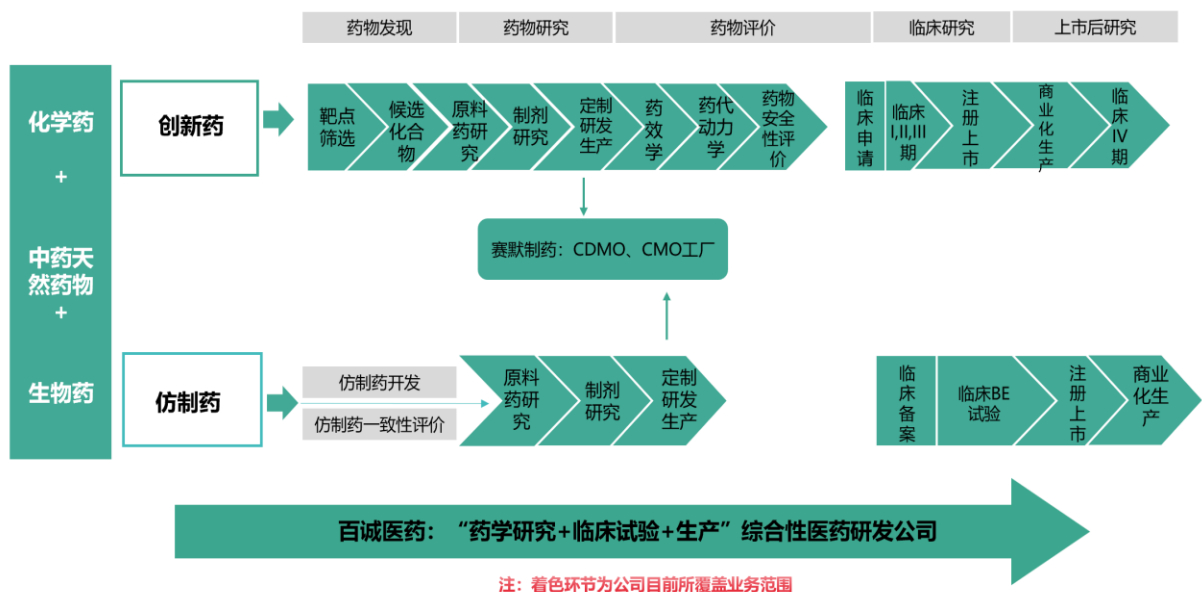 药物发现
药物研究
药物评价
临床研究
上市后研究
化学药
+
中药天
然药物
+
生物药
创新药
靶点
筛选
候选
化合
物
原料
药研
究
制剂
研究
定制
研发
生产
药
效
学
药代
动力
学
药物
安全
性评
价
临
床
申
请
临床
I,II,III
期
注
册
上
市
商
业
化
生
产
临
床
IV
期
赛默制药：CDMO、CMO工厂
仿制药
仿制药开发
仿制药一致性评价
原料
药研
究
制剂
研究
定制
研发
生产
临
床
备
案
临床BE
试验
注
册
上
市
商业
化生
产
百诚医药：“药学研究+临床试验+生产”综合性医药研发公司
注：着色环节为公司目前所覆盖业务范围